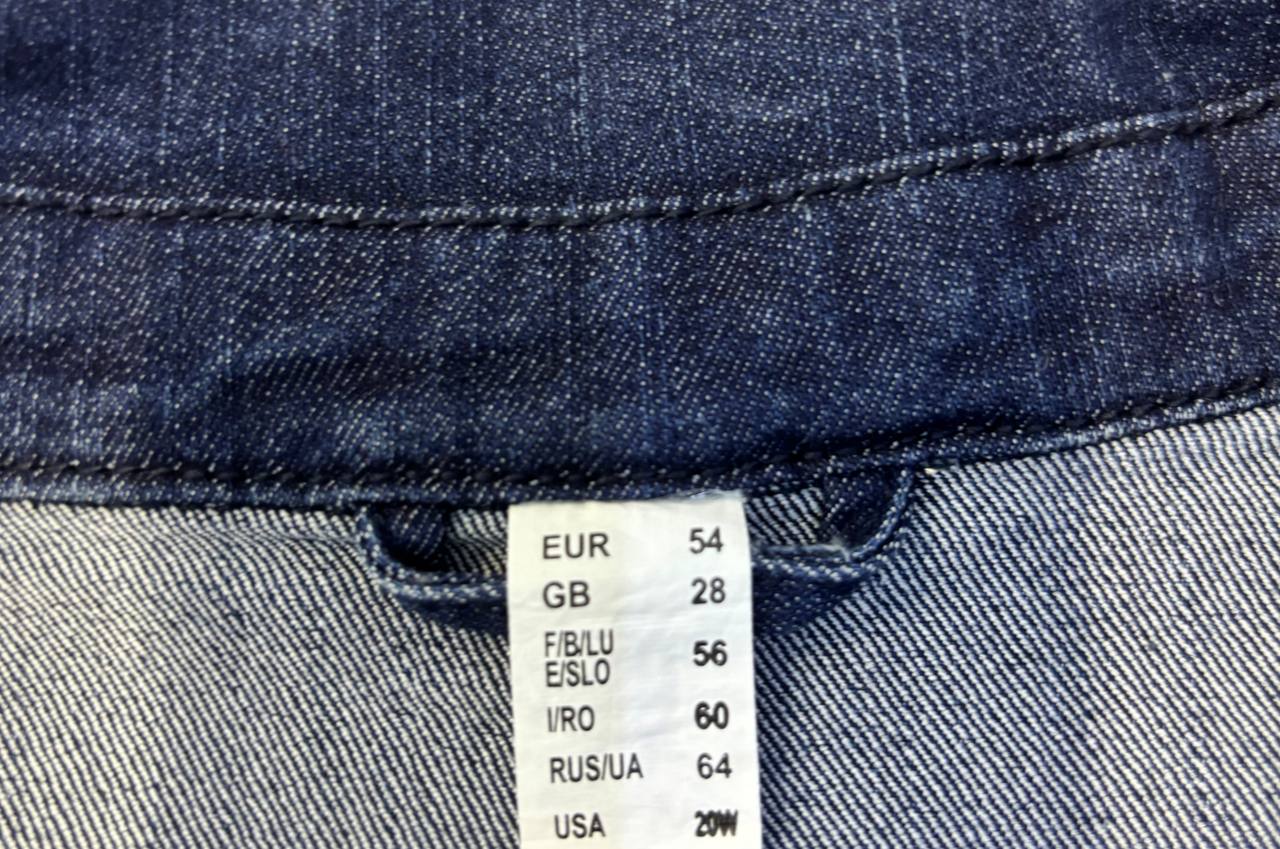 EUR 54
GB 28
F/B/LU
E/SLO 56
I/RO 60
RUS/UA 64
USA 20W